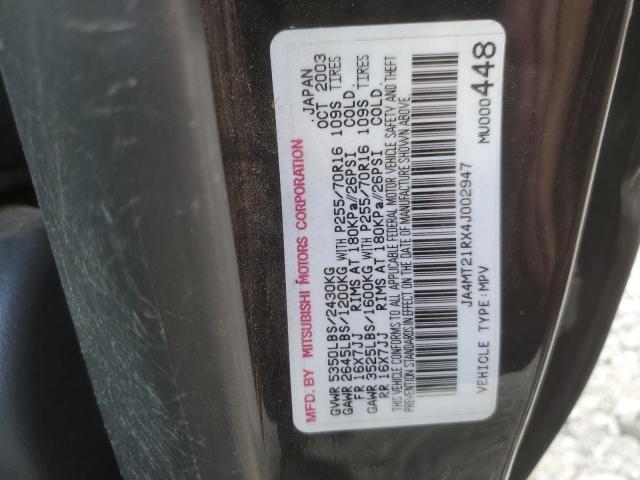 MFD. BY MITSUBISHI MOTORS CORPORATION JAPAN
GVWR 5350LBS/2430KG OCT 2003
GAWR 2645LBS/1200KG WITH P255/70R16 109S TIRES
FR 16X7JJ RIMS AT 180KPa//26PSI COLD.
GAWR 3525LBS/1600KG WITH P255/70R16 109S TIRES
RR 16X7JJ RIMS AT 180KPa//26PSI COLD.
THIS VEHICLE CONFORMS TO ALL APPLICABLE FEDERAL MOTOR VEHICLE SAFETY AND THEFT
PREVENTION STANDARDS IN EFFECT ON THE DATE OF MANUFACTURE SHOWN ABOVE.
JA4MT21RX4J002947
VEHICLE TYPE:MPV MU000448